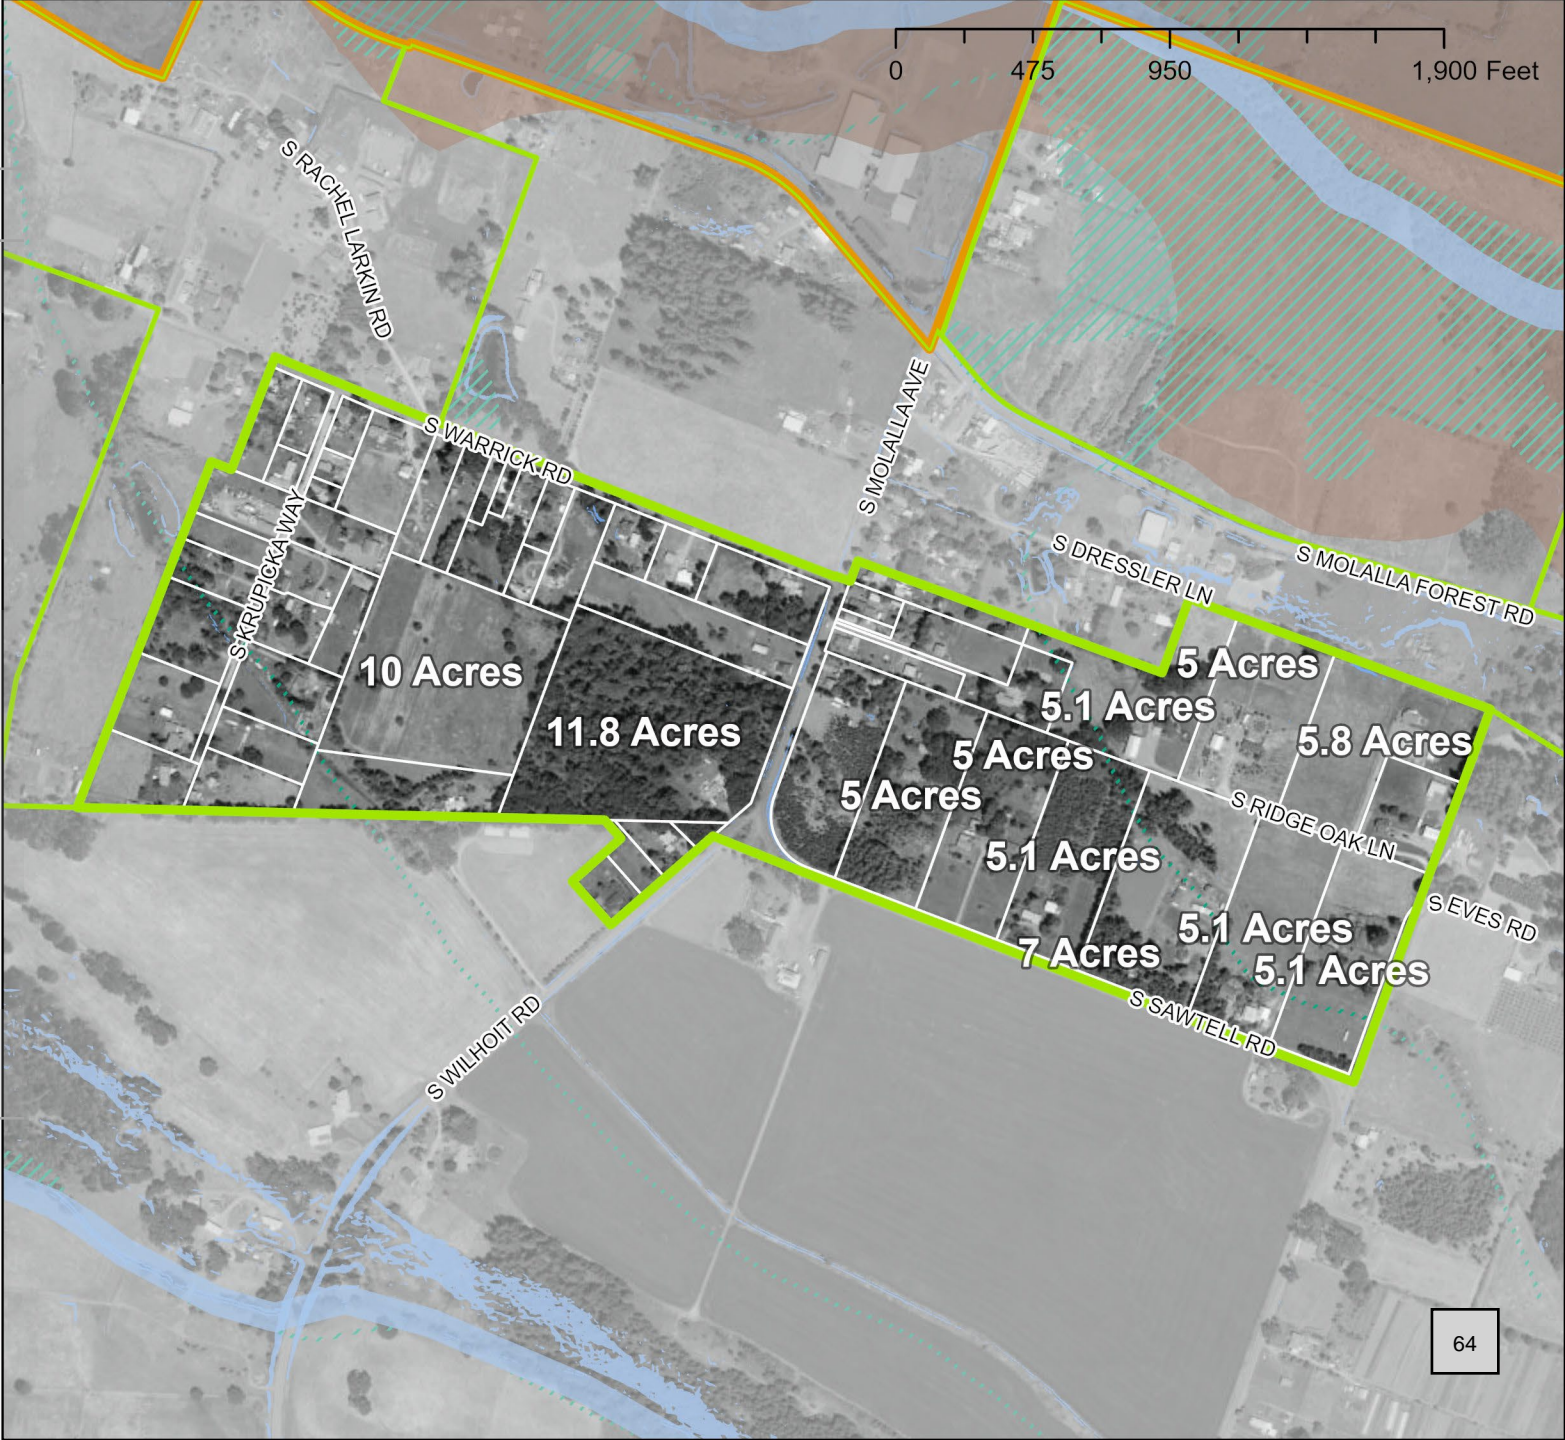 0 475 950 1,900 Feet
S RACHEL LARKIN RD
S WARRICK RD
S MOLALLA AVE
S DRESSLER LN
S MOLALLA FOREST RD
S KRUPICKA WAY
10 Acres
11.8 Acres
5 Acres
5.1 Acres
5.8 Acres
5 Acres
5 Acres
S RIDGE OAK LN
5.1 Acres
S EVES RD
5.1 Acres
7 Acres
5.1 Acres
S SAWTELL RD
S WILHOIT RD
64